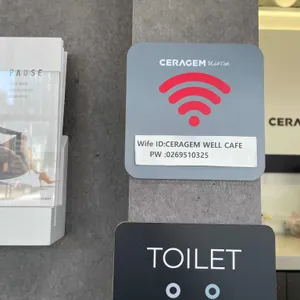 PAUSE
CERAGEM
Wife ID:CERAGEM WELL CAFE
PW :0269510325
TOILET
CERA